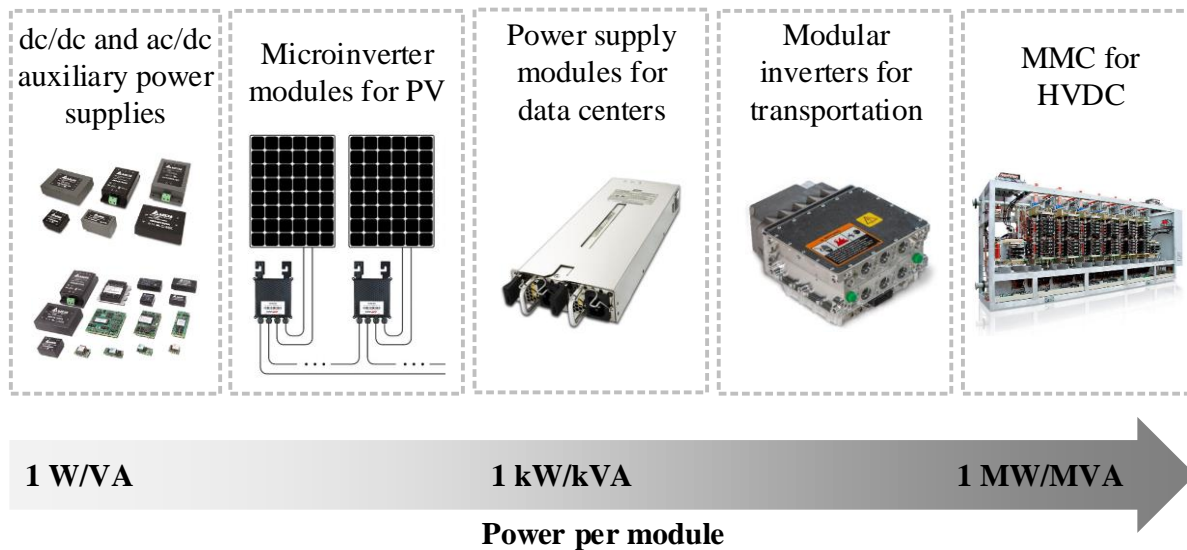 dc/dc and ac/dc
auxiliary power
supplies
Microinverter
modules for PV
Power supply
modules for
data centers
Modular
inverters for
transportation
MMC for
HVDC
1 W/VA
1 kW/kVA
1 MW/MVA
Power per module